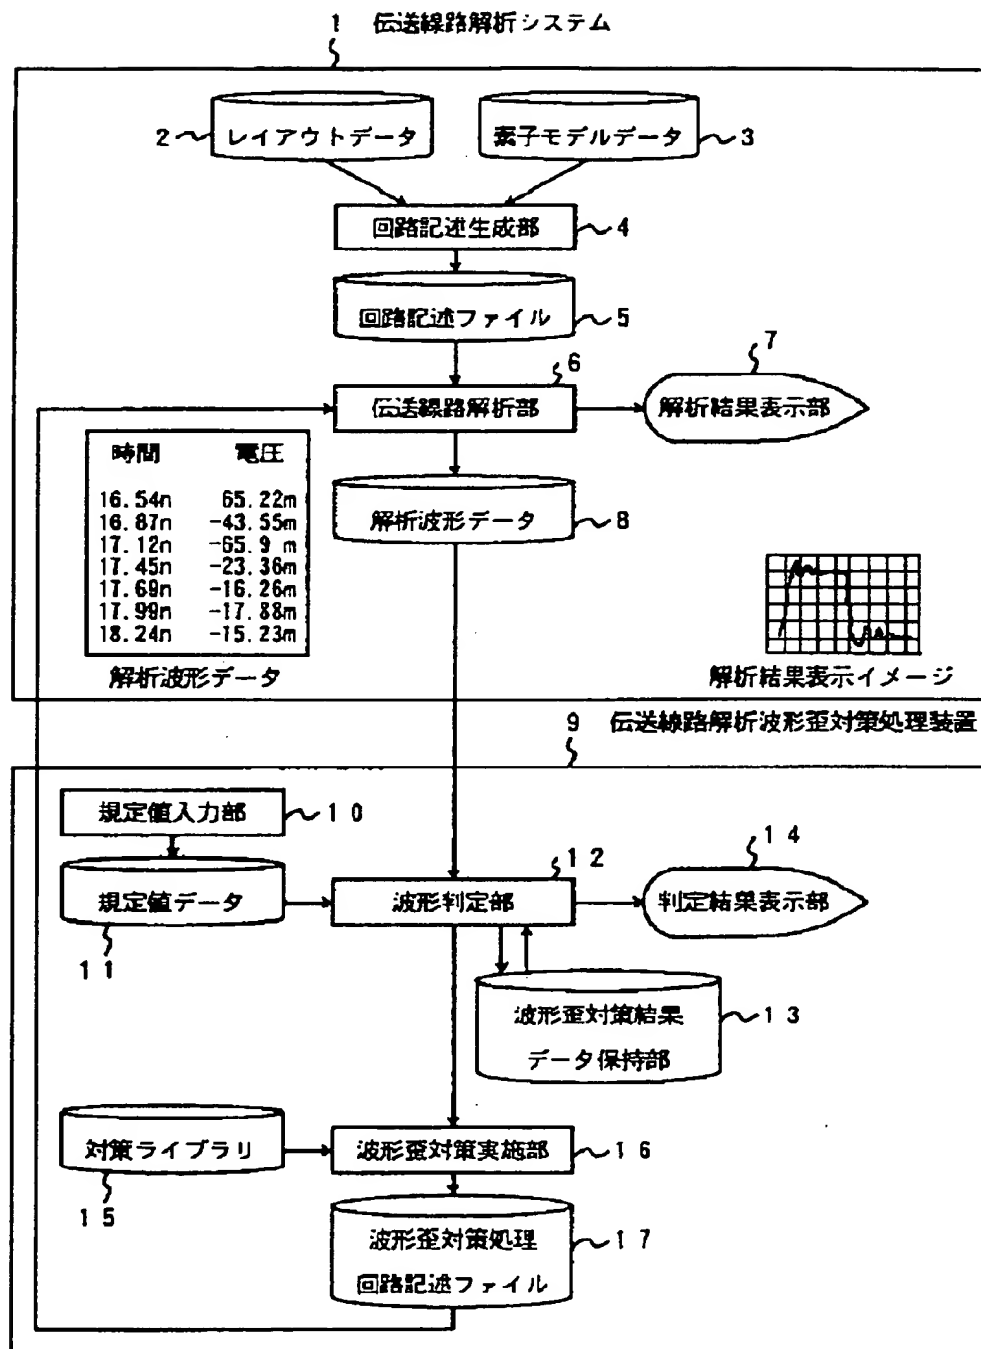 1 伝送線路解析システム
2 レイアウトデータ
素子モデルデータ 3
回路記述生成部 4
回路記述ファイル 5
6
7
伝送線路解析部
解析結果表示部
時間 電圧
16.54n 65.22m
16.87n -43.55m
17.12n -65.9 m
17.45n -23.36m
17.69n -16.26m
17.99n -17.88m
18.24n -15.23m
解析波形データ
解析波形データ 8
解析結果表示イメージ
9 伝送線路解析波形歪対策処理装置
規定値入力部 10
規定値データ
11
12
波形判定部
14
判定結果表示部
波形歪対策結果
データ保持部
13
対策ライブラリ
15
波形歪対策実施部 16
波形歪対策処理
回路記述ファイル
17